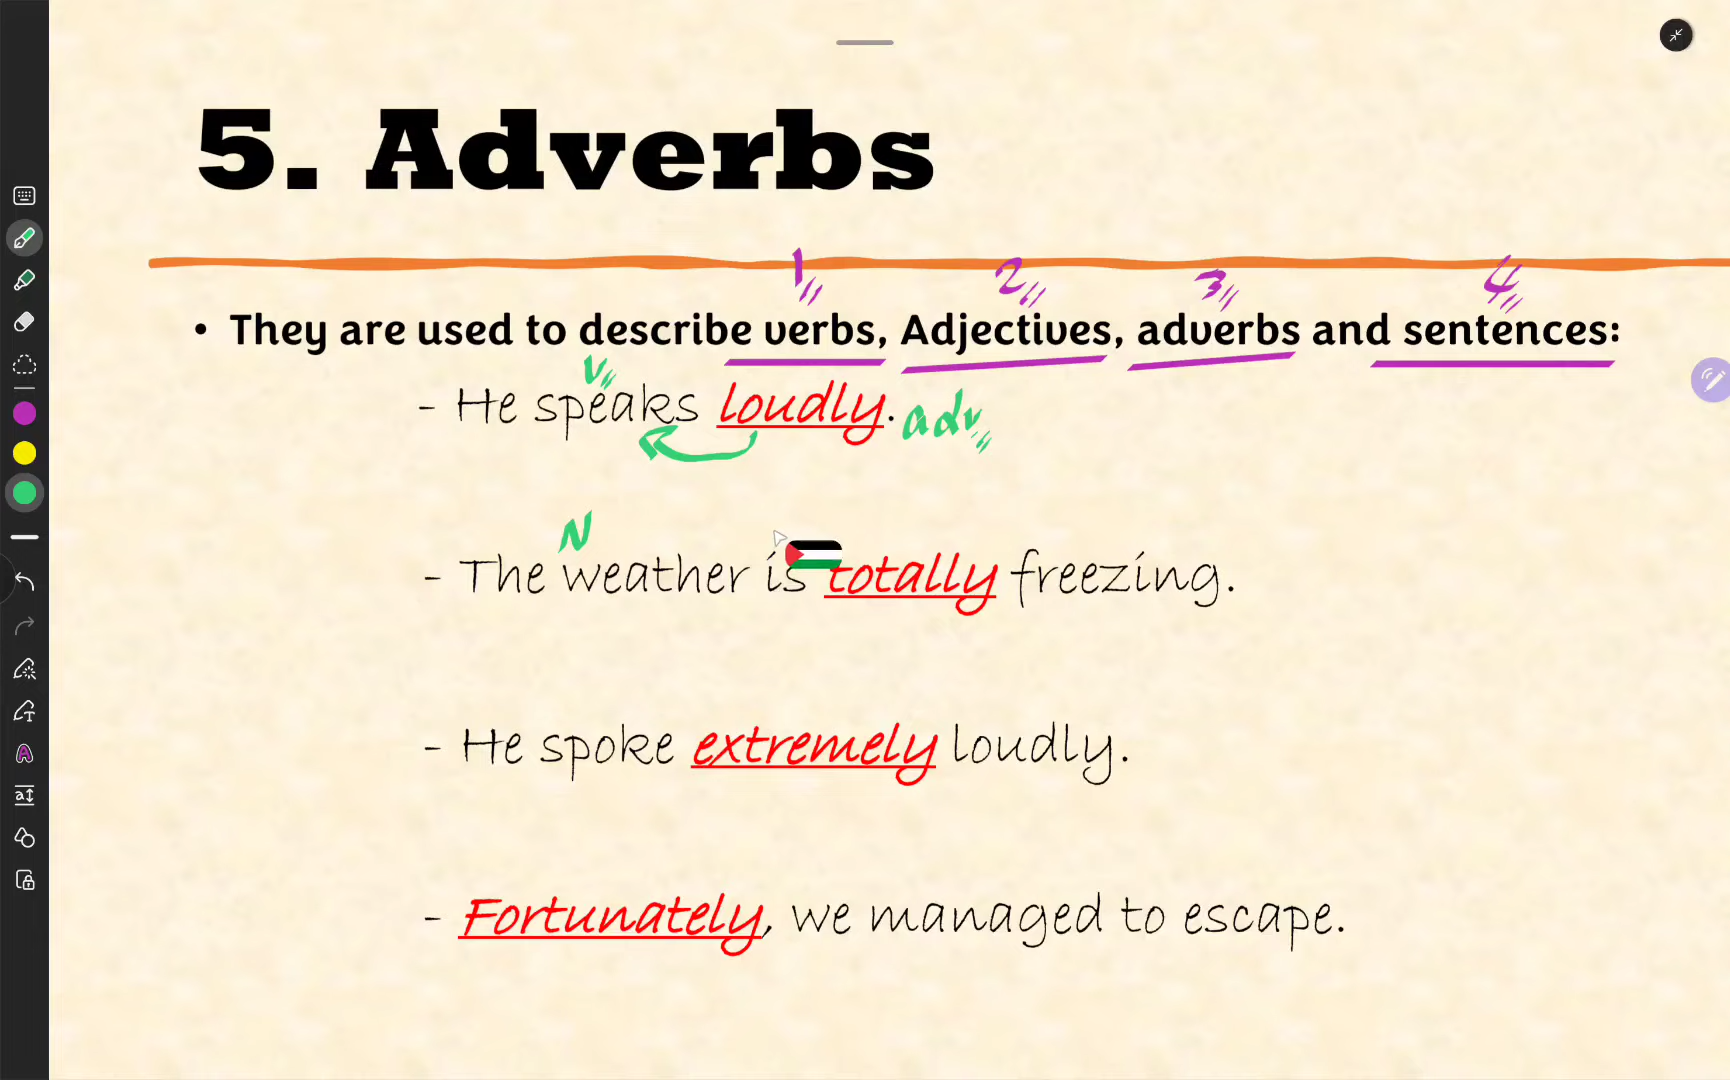 5. Adverbs
1 2 3 4
• They are used to describe verbs, Adjectives, adverbs and sentences:
v
- He speaks loudly. adv
N
- The weather is totally freezing.
- He spoke extremely loudly.
- Fortunately, we managed to escape.